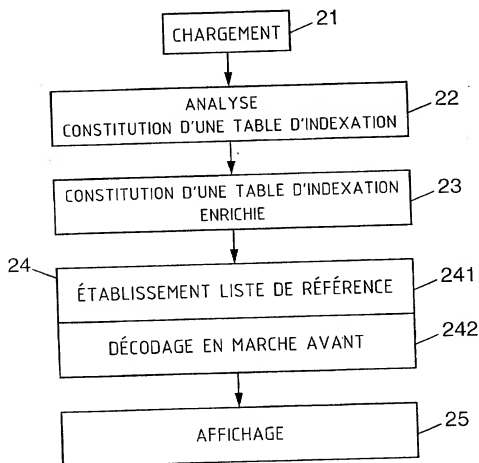 21
CHARGEMENT
22
ANALYSE
CONSTITUTION D'UNE TABLE D'INDEXATION
23
CONSTITUTION D'UNE TABLE D'INDEXATION
ENRICHIE
24
241
ÉTABLISSEMENT LISTE DE RÉFÉRENCE
242
DÉCODAGE EN MARCHE AVANT
25
AFFICHAGE